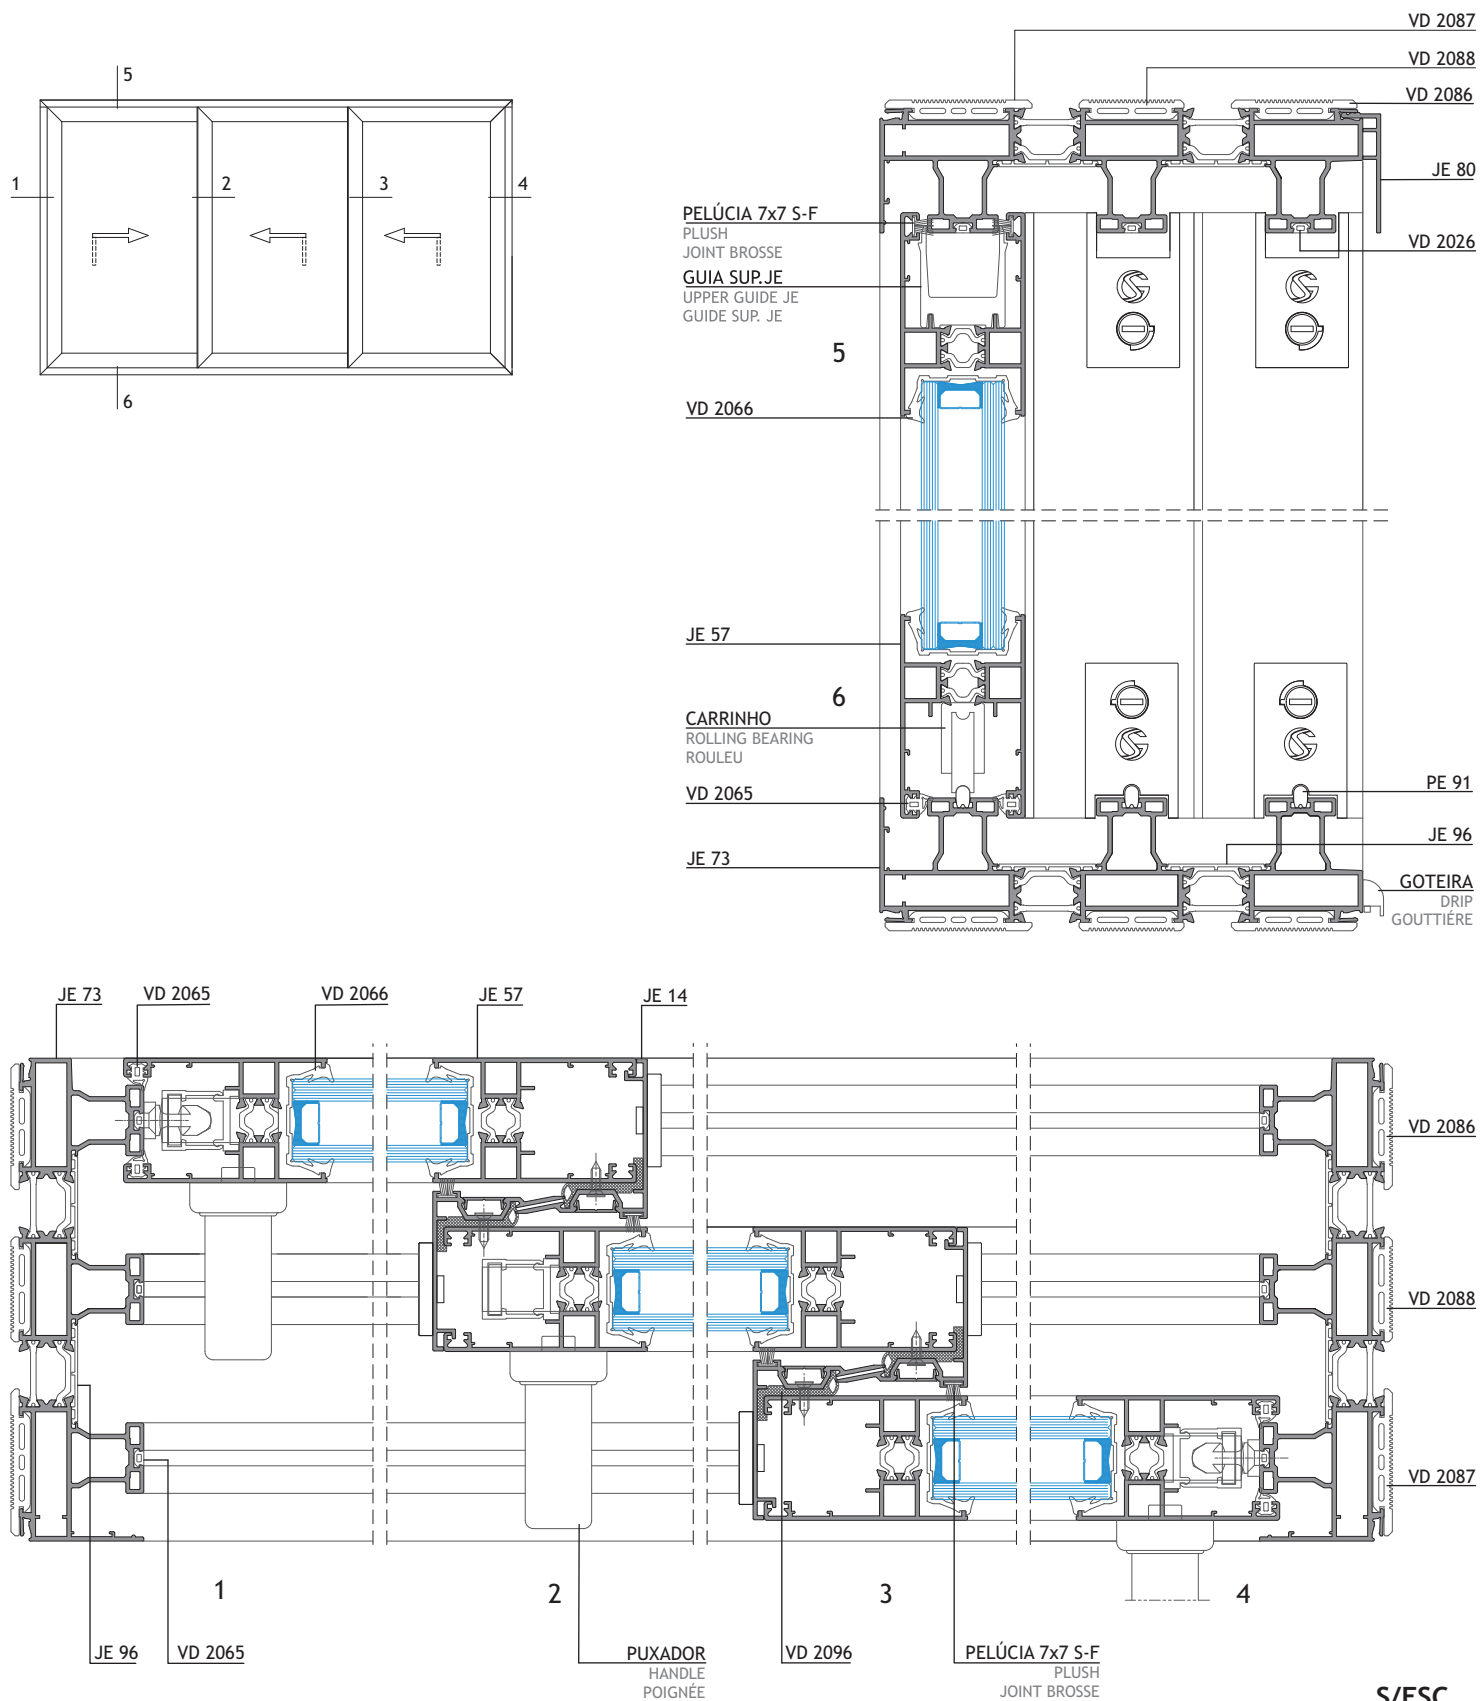 5
1
2
3
4
6
VD 2087
VD 2088
VD 2086
JE 80
PELÚCIA 7x7 S-F
PLUSH
JOINT BROSSE
VD 2026
GUIA SUP.JE
UPPER GUIDE JE
GUIDE SUP. JE
5
VD 2066
JE 57
6
CARRINHO
ROLLING BEARING
ROULEU
VD 2065
PE 91
JE 73
JE 96
GOTEIRA
DRIP
GOUTTIÉRE
JE 73
VD 2065
VD 2066
JE 57
JE 14
VD 2086
VD 2088
VD 2087
1
2
3
4
JE 96
VD 2065
PUXADOR
HANDLE
POIGNÉE
VD 2096
PELÚCIA 7x7 S-F
PLUSH
JOINT BROSSE
S/ESC